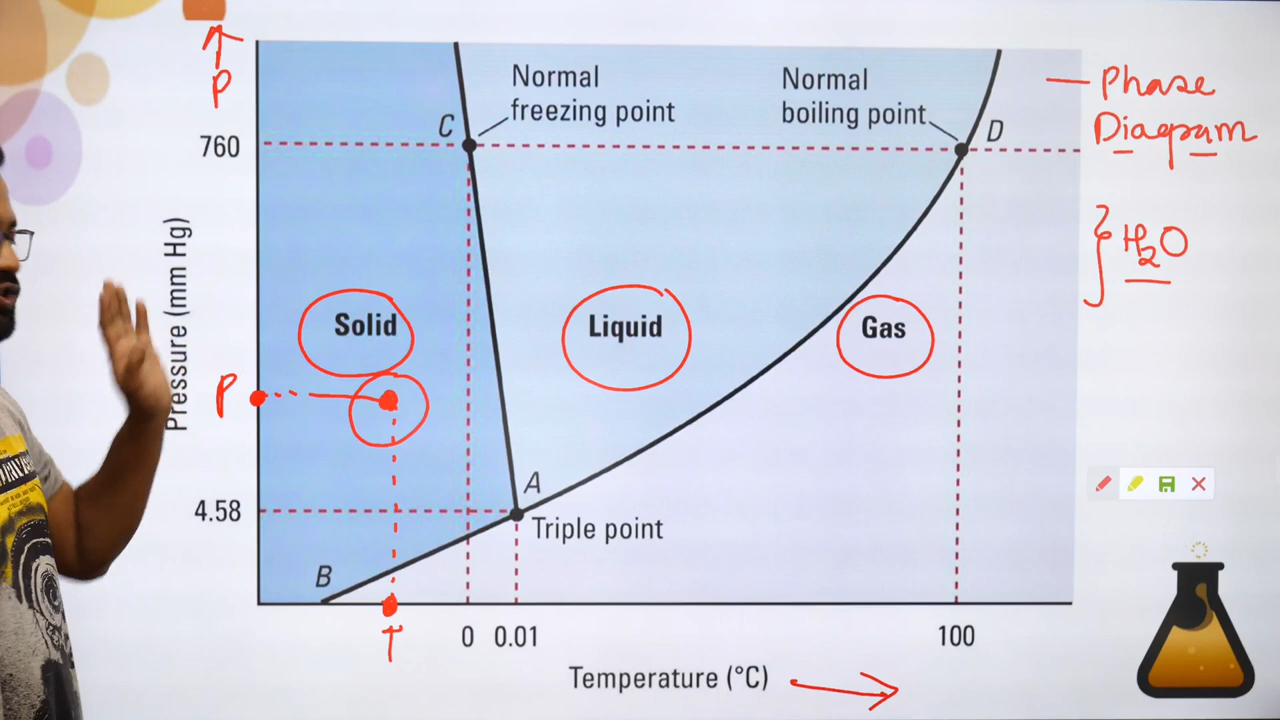 P
Normal
freezing point
Normal
boiling point
C
D
760
Phase
Diagram
H2O
Pressure (mm Hg)
Solid
Liquid
Gas
P
A
4.58
Triple point
B
T
0 0.01 100
Temperature (°C)